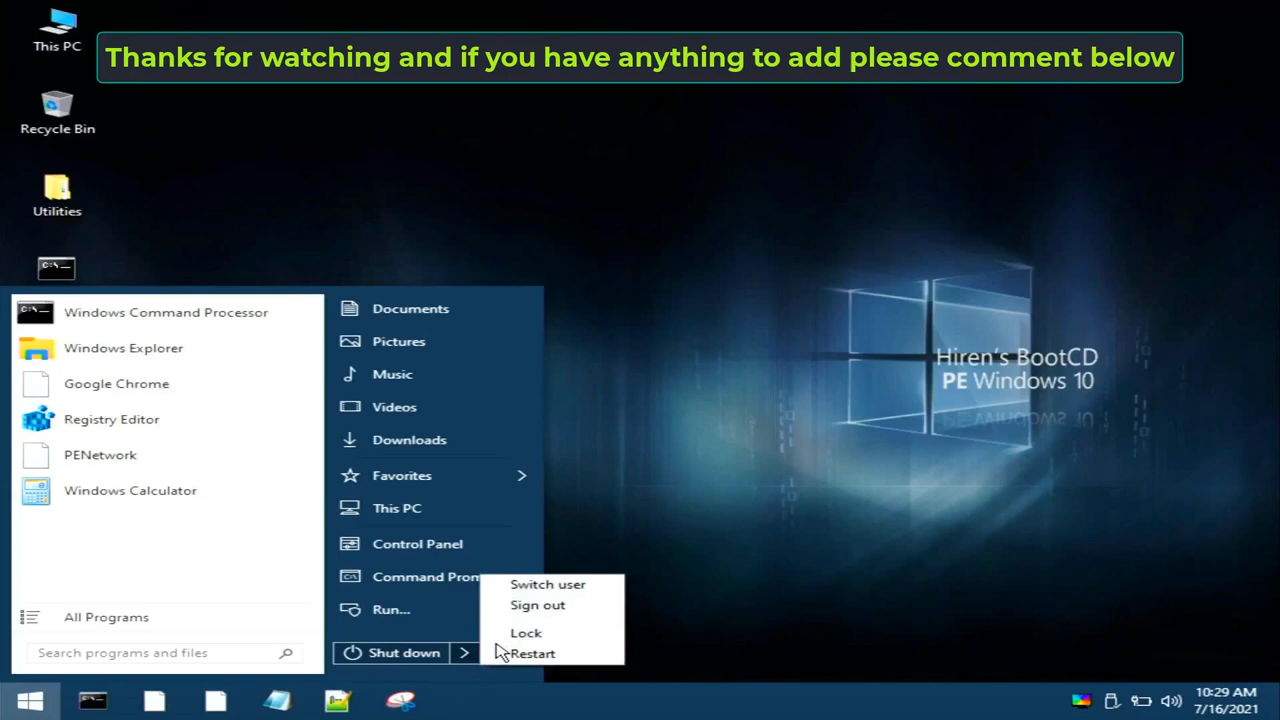 This PC
Thanks for watching and if you have anything to add please comment below
Recycle Bin
Utilities
Windows Command Processor
Windows Explorer
Google Chrome
Registry Editor
PENetwork
Windows Calculator
All Programs
Search programs and files
Documents
Pictures
Music
Videos
Downloads
Favorites
This PC
Control Panel
Command Prom
Run...
Shut down
Switch user
Sign out
Lock
Restart
Hiren's BootCD
PE Windows 10
10:29 AM
7/16/2021